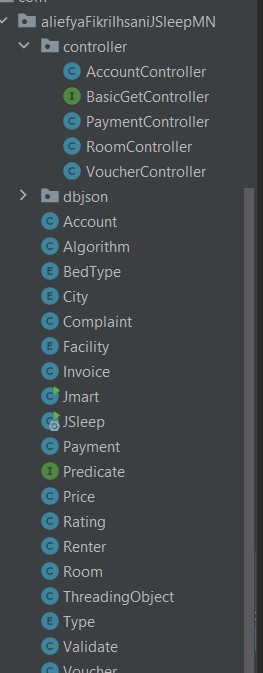 aliefyaFikriIhsaniJSleepMN
controller
C AccountController
I BasicGetController
C PaymentController
C RoomController
C VoucherController
dbjson
C Account
C Algorithm
E BedType
E City
C Complaint
E Facility
C Invoice
C Jmart
C JSleep
C Payment
I Predicate
C Price
C Rating
C Renter
C Room
C ThreadingObject
E Type
C Validate
C Voucher